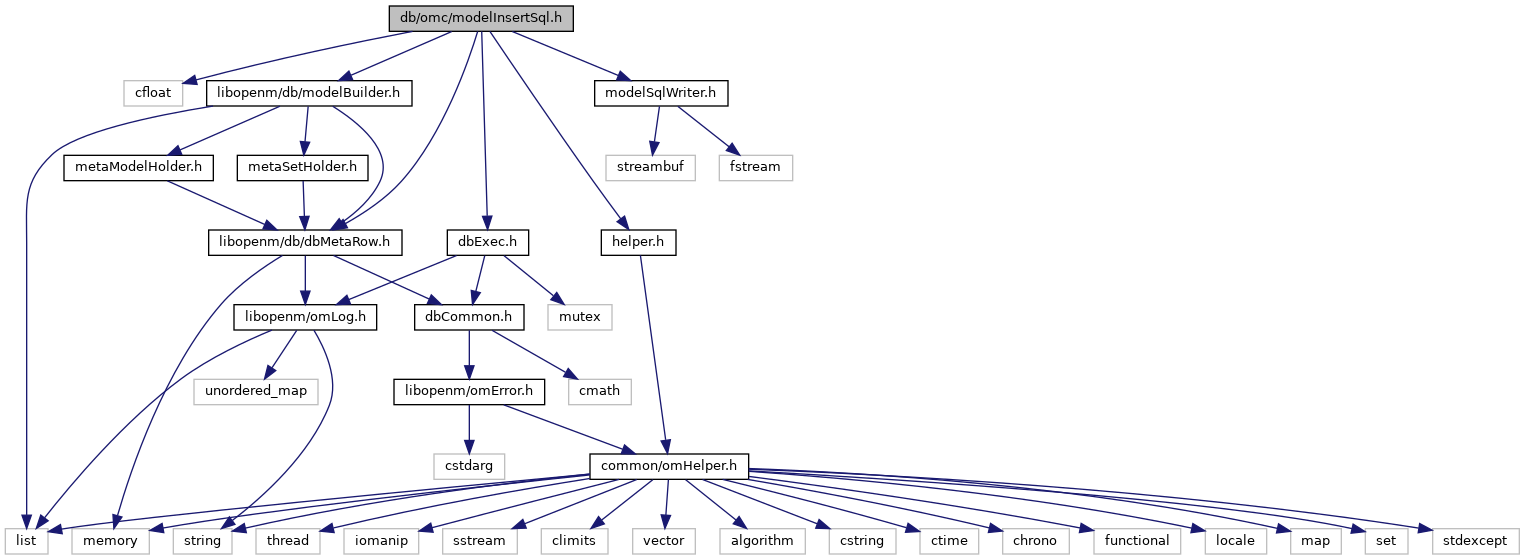 db/omc/modelInsertSql.h
cfloat
libopenm/db/modelBuilder.h
modelSqlWriter.h
metaModelHolder.h
metaSetHolder.h
streambuf
fstream
libopenm/db/dbMetaRow.h
dbExec.h
helper.h
libopenm/omLog.h
dbCommon.h
mutex
unordered_map
libopenm/omError.h
cmath
cstdarg
common/omHelper.h
list
memory
string
thread
iomanip
sstream
climits
vector
algorithm
cstring
ctime
chrono
functional
locale
map
set
stdexcept